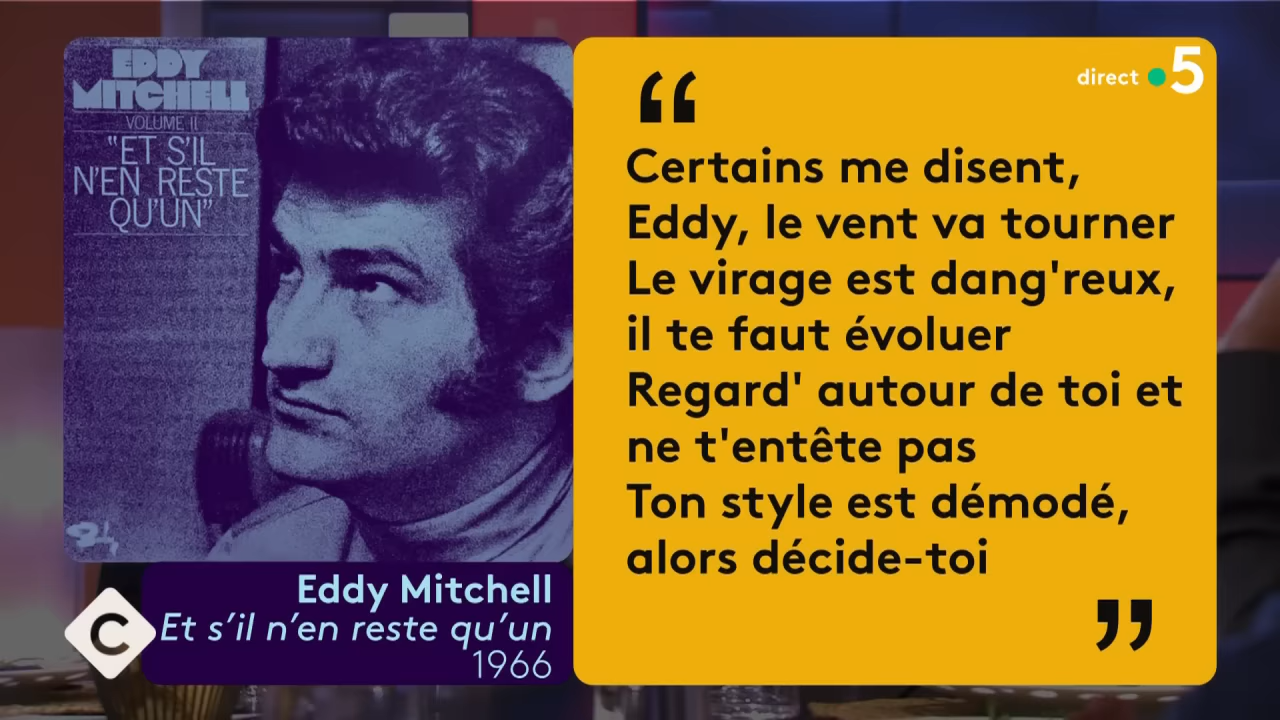 EDDY
MITCHELL
VOLUME II
"ET S'IL
N'EN RESTE
QU'UN"
direct 5
“
Certains me disent,
Eddy, le vent va tourner
Le virage est dang'reux,
il te faut évoluer
Regard' autour de toi et
ne t'entête pas
Ton style est démodé,
alors décide-toi
”
Eddy Mitchell
C
Et s’il n’en reste qu’un
1966